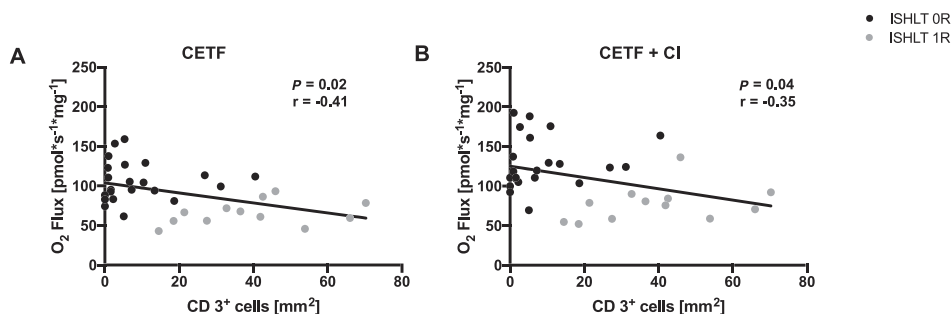 ISHLT 0R
ISHLT 1R
A
CETF
P = 0.02
r = -0.41
O₂ Flux [pmol*s⁻¹*mg⁻¹]
250
200
150
100
50
0
0 20 40 60 80
CD 3⁺ cells [mm²]
B
CETF + CI
P = 0.04
r = -0.35
O₂ Flux [pmol*s⁻¹*mg⁻¹]
250
200
150
100
50
0
0 20 40 60 80
CD 3⁺ cells [mm²]